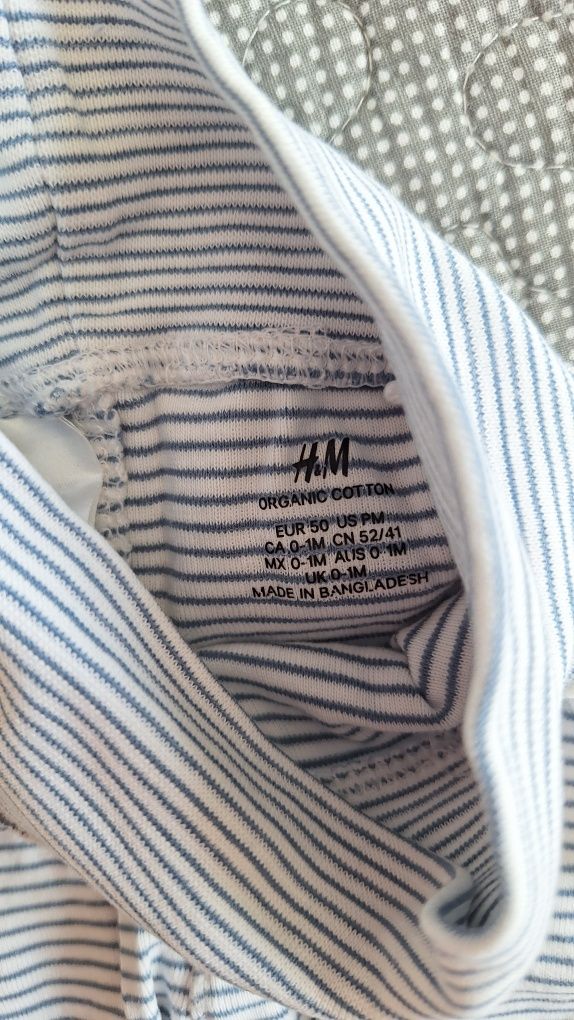 H&M
ORGANIC COTTON
EUR 50 US PM
CA 0-1M CN 52/41
MX 0-1M AUS 0-1M
UK 0-1M
MADE IN BANGLADESH